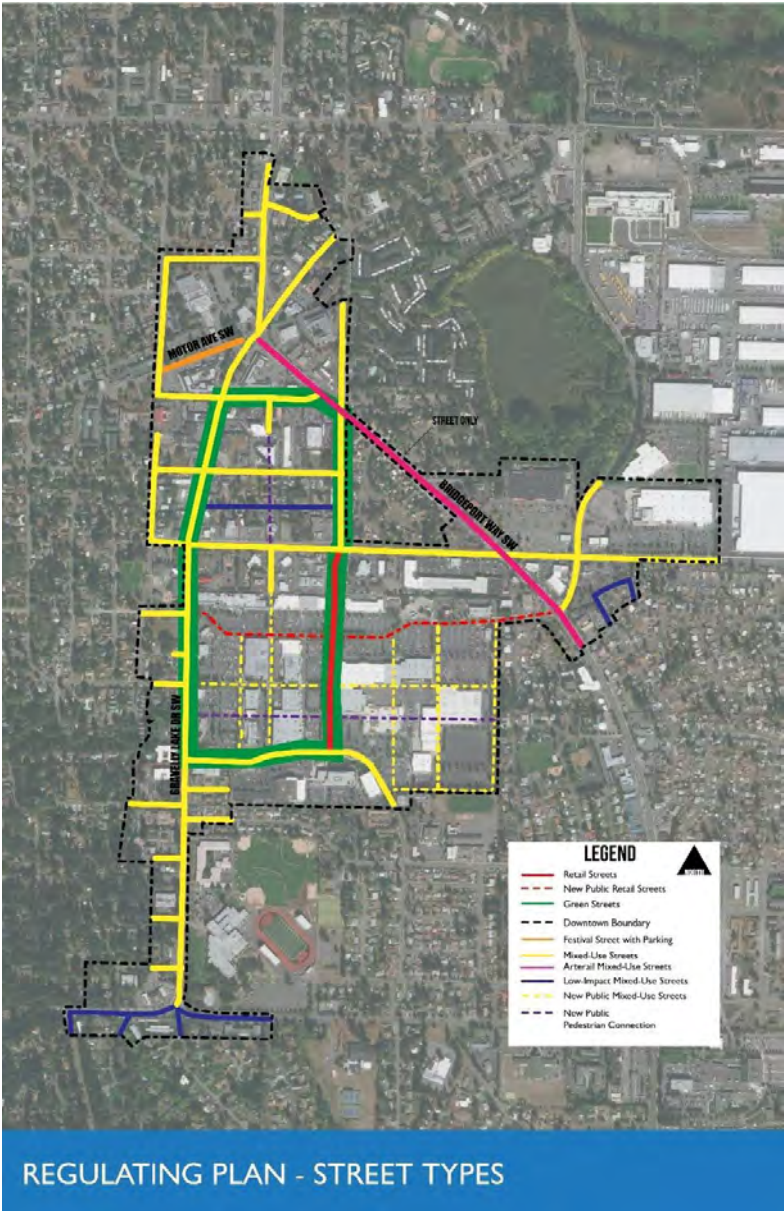 MOTOR AVE SW
STREET ONLY
BRIDGEPORT WAY SW
GRAVELLY LAKE DR SW
LEGEND
Retail Streets
New Public Retail Streets
Green Streets
Downtown Boundary
Festival Street with Parking
Mixed-Use Streets
Arterail Mixed-Use Streets
Low-Impact Mixed-Use Streets
New Public Mixed-Use Streets
New Public
Pedestrian Connection
REGULATING PLAN - STREET TYPES